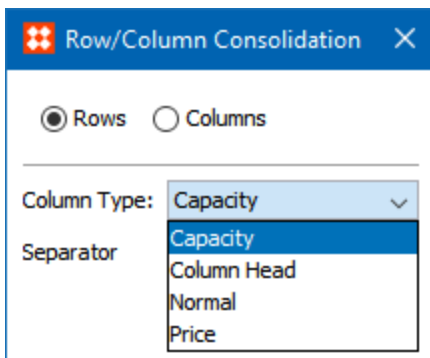 Row/Column Consolidation
Rows Columns
Column Type: Capacity
Capacity
Separator
Column Head
Normal
Price